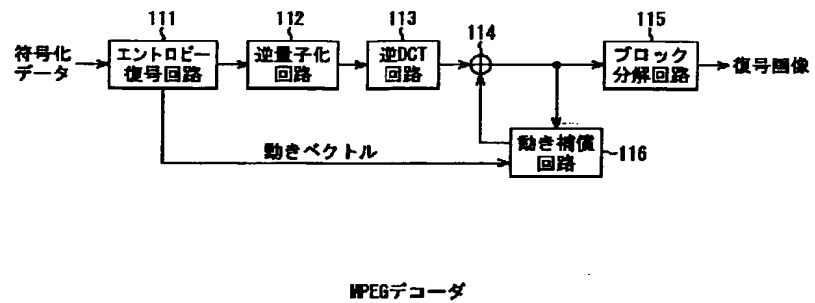 111
112
113
114
115
符号化
データ
エントロピー
復号回路
逆量子化
回路
逆DCT
回路
ブロック
分解回路
復号画像
動きベクトル
動き補償
回路
116
MPEGデコーダ